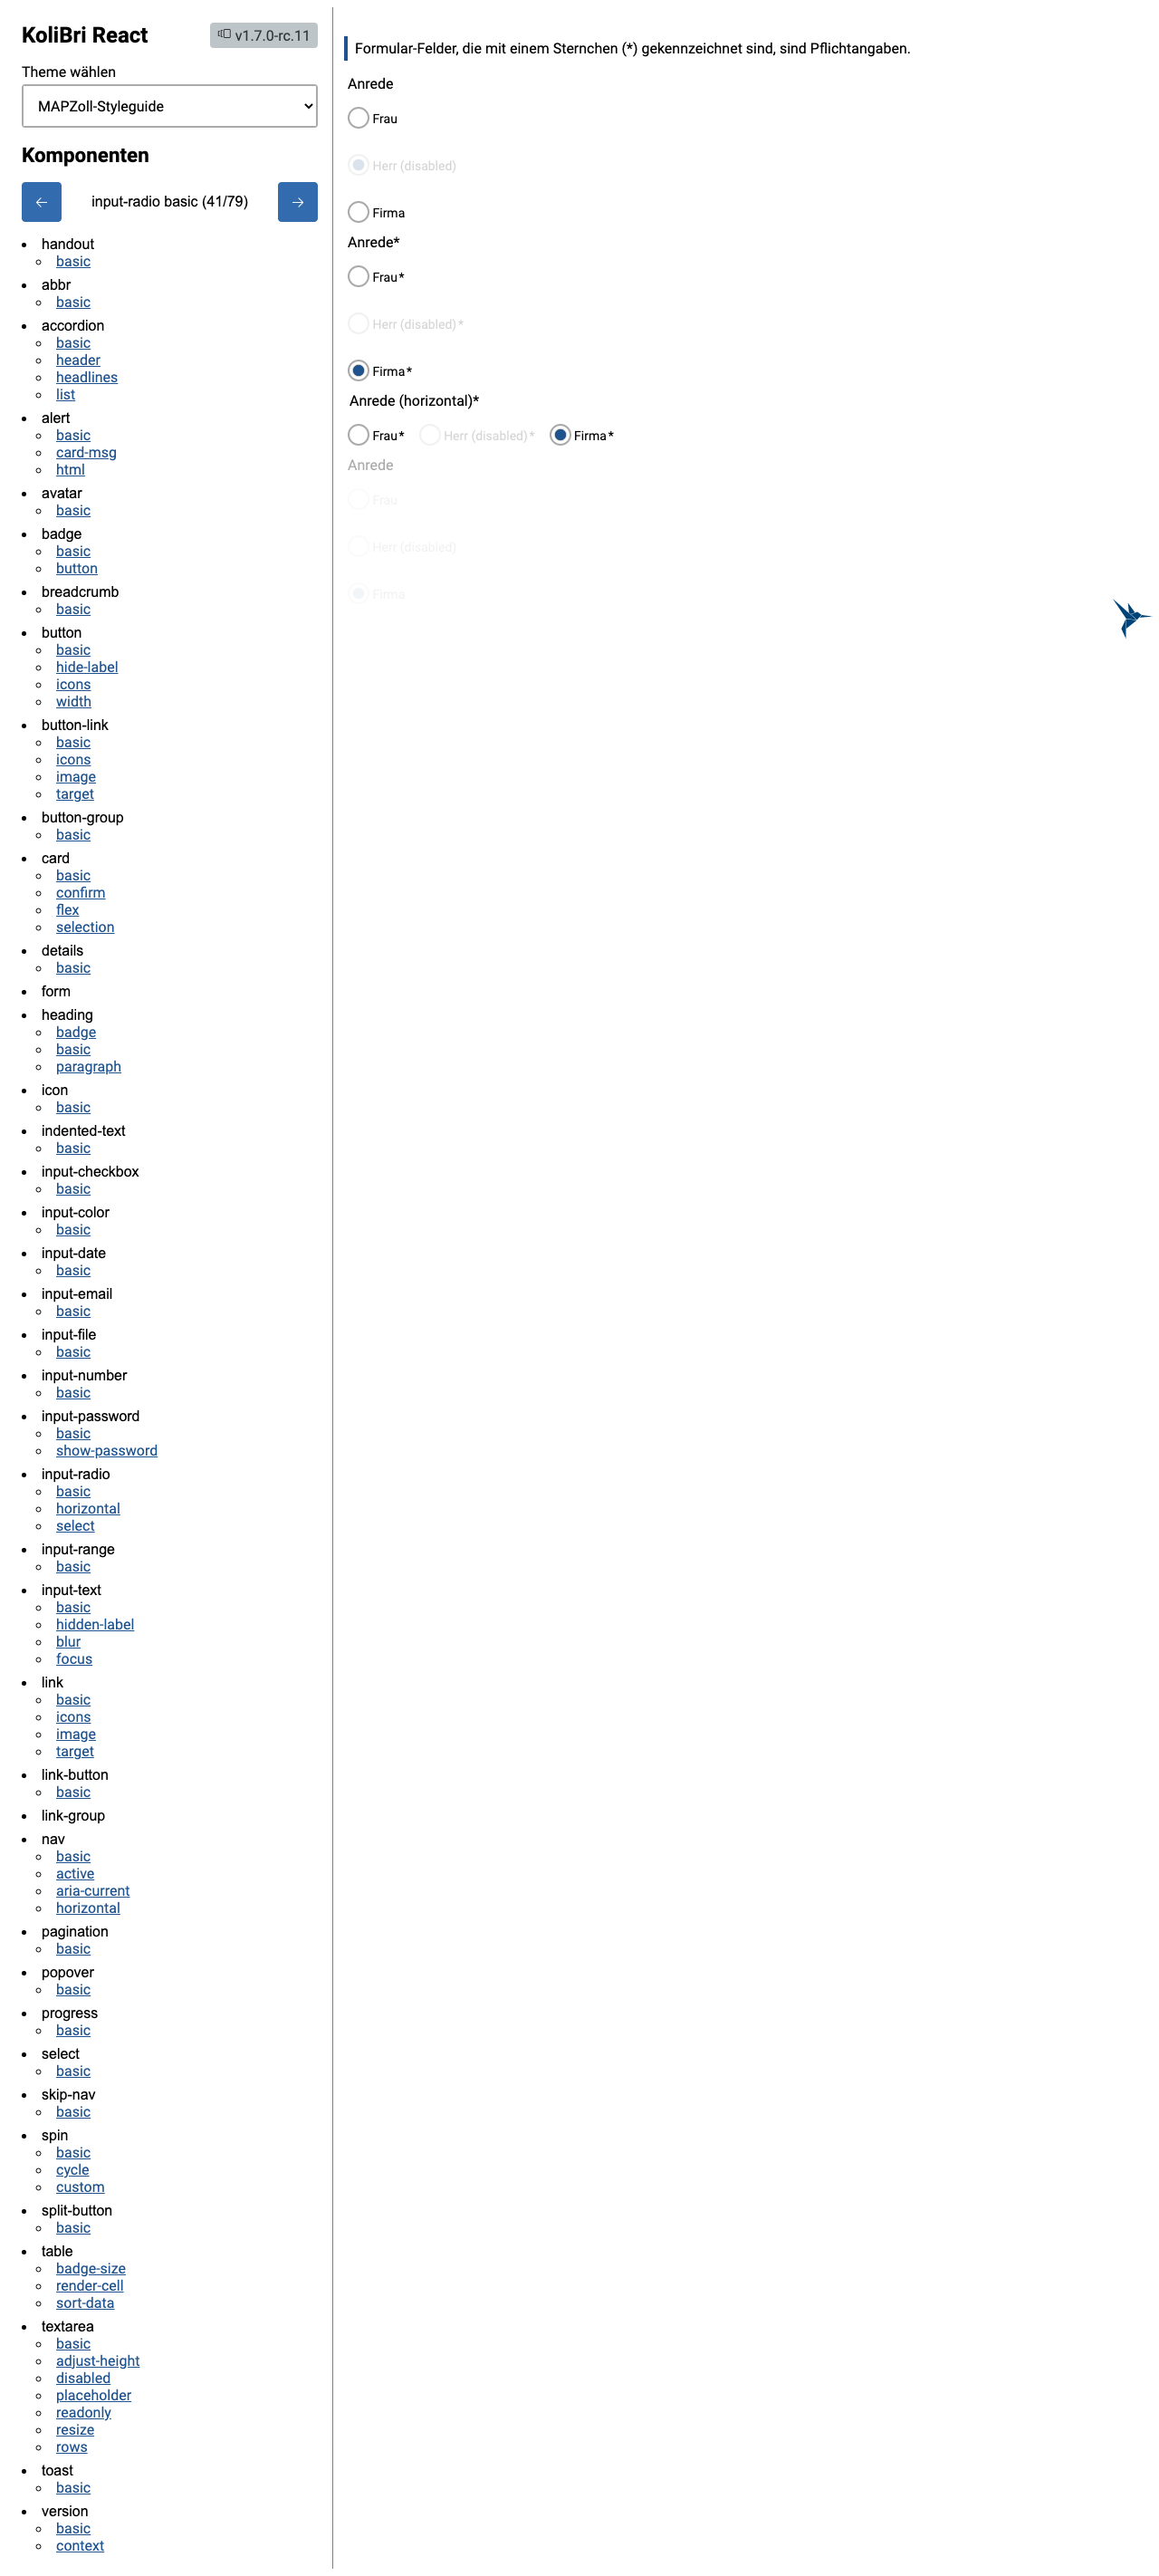 KoliBri React
v1.7.0-rc.11
Theme wählen
MAPZoll-Styleguide
Komponenten
←
input-radio basic (41/79)
→
handout
basic
abbr
basic
accordion
basic
header
headlines
list
alert
basic
card-msg
html
avatar
basic
badge
basic
button
breadcrumb
basic
button
basic
hide-label
icons
width
button-link
basic
icons
image
target
button-group
basic
card
basic
confirm
flex
selection
details
basic
form
heading
badge
basic
paragraph
icon
basic
indented-text
basic
input-checkbox
basic
input-color
basic
input-date
basic
input-email
basic
input-file
basic
input-number
basic
input-password
basic
show-password
input-radio
basic
horizontal
select
input-range
basic
input-text
basic
hidden-label
blur
focus
link
basic
icons
image
target
link-button
basic
link-group
nav
basic
active
aria-current
horizontal
pagination
basic
popover
basic
progress
basic
select
basic
skip-nav
basic
spin
basic
cycle
custom
split-button
basic
table
badge-size
render-cell
sort-data
textarea
basic
adjust-height
disabled
placeholder
readonly
resize
rows
toast
basic
version
basic
context
Formular-Felder, die mit einem Sternchen (*) gekennzeichnet sind, sind Pflichtangaben.
Anrede
Frau
Herr (disabled)
Firma
Anrede*
Frau*
Herr (disabled)*
Firma*
Anrede (horizontal)*
Frau* Herr (disabled)* Firma*
Anrede
Frau
Herr (disabled)
Firma